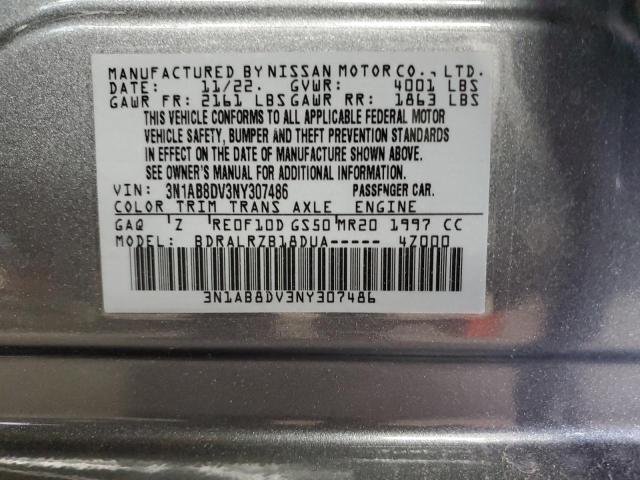 MANUFACTURED BY NISSAN MOTOR CO., LTD.
DATE: 11/22. GVWR: 4001 LBS
GAWR FR: 2161 LBS GAWR RR: 1863 LBS
THIS VEHICLE CONFORMS TO ALL APPLICABLE FEDERAL MOTOR
VEHICLE SAFETY, BUMPER AND THEFT PREVENTION STANDARDS
IN EFFECT ON THE DATE OF MANUFACTURE SHOWN ABOVE.
SEE OWNER'S MANUAL FOR ADDITIONAL INFORMATION.
VIN: 3N1AB8DV3NY307486 PASSENGER CAR.
COLOR TRIM TRANS AXLE ENGINE
GAQ Z RE0F10D GS50 MR20 1997 CC
MODEL: BDRALRZB18DUA----- 4Z000
3N1AB8DV3NY307486